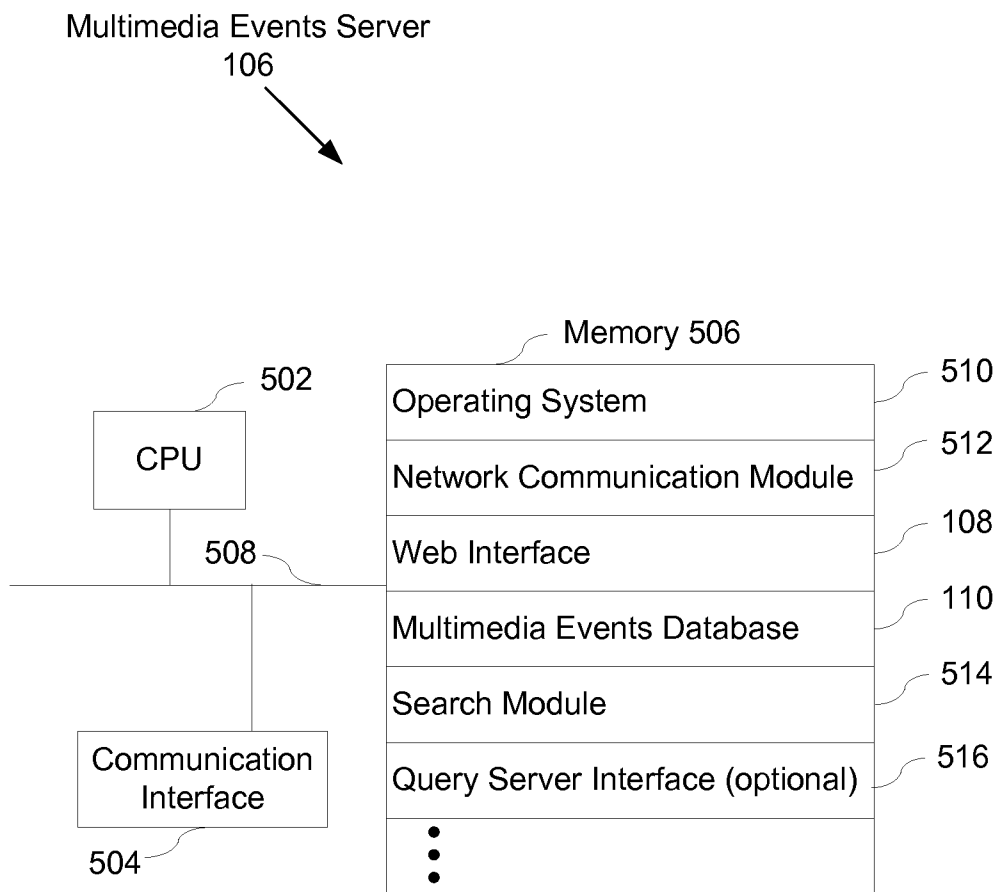 Multimedia Events Server
106
Memory 506
502
CPU
508
Communication
Interface
504
Operating System
510
Network Communication Module
512
Web Interface
108
Multimedia Events Database
110
Search Module
514
Query Server Interface (optional)
516